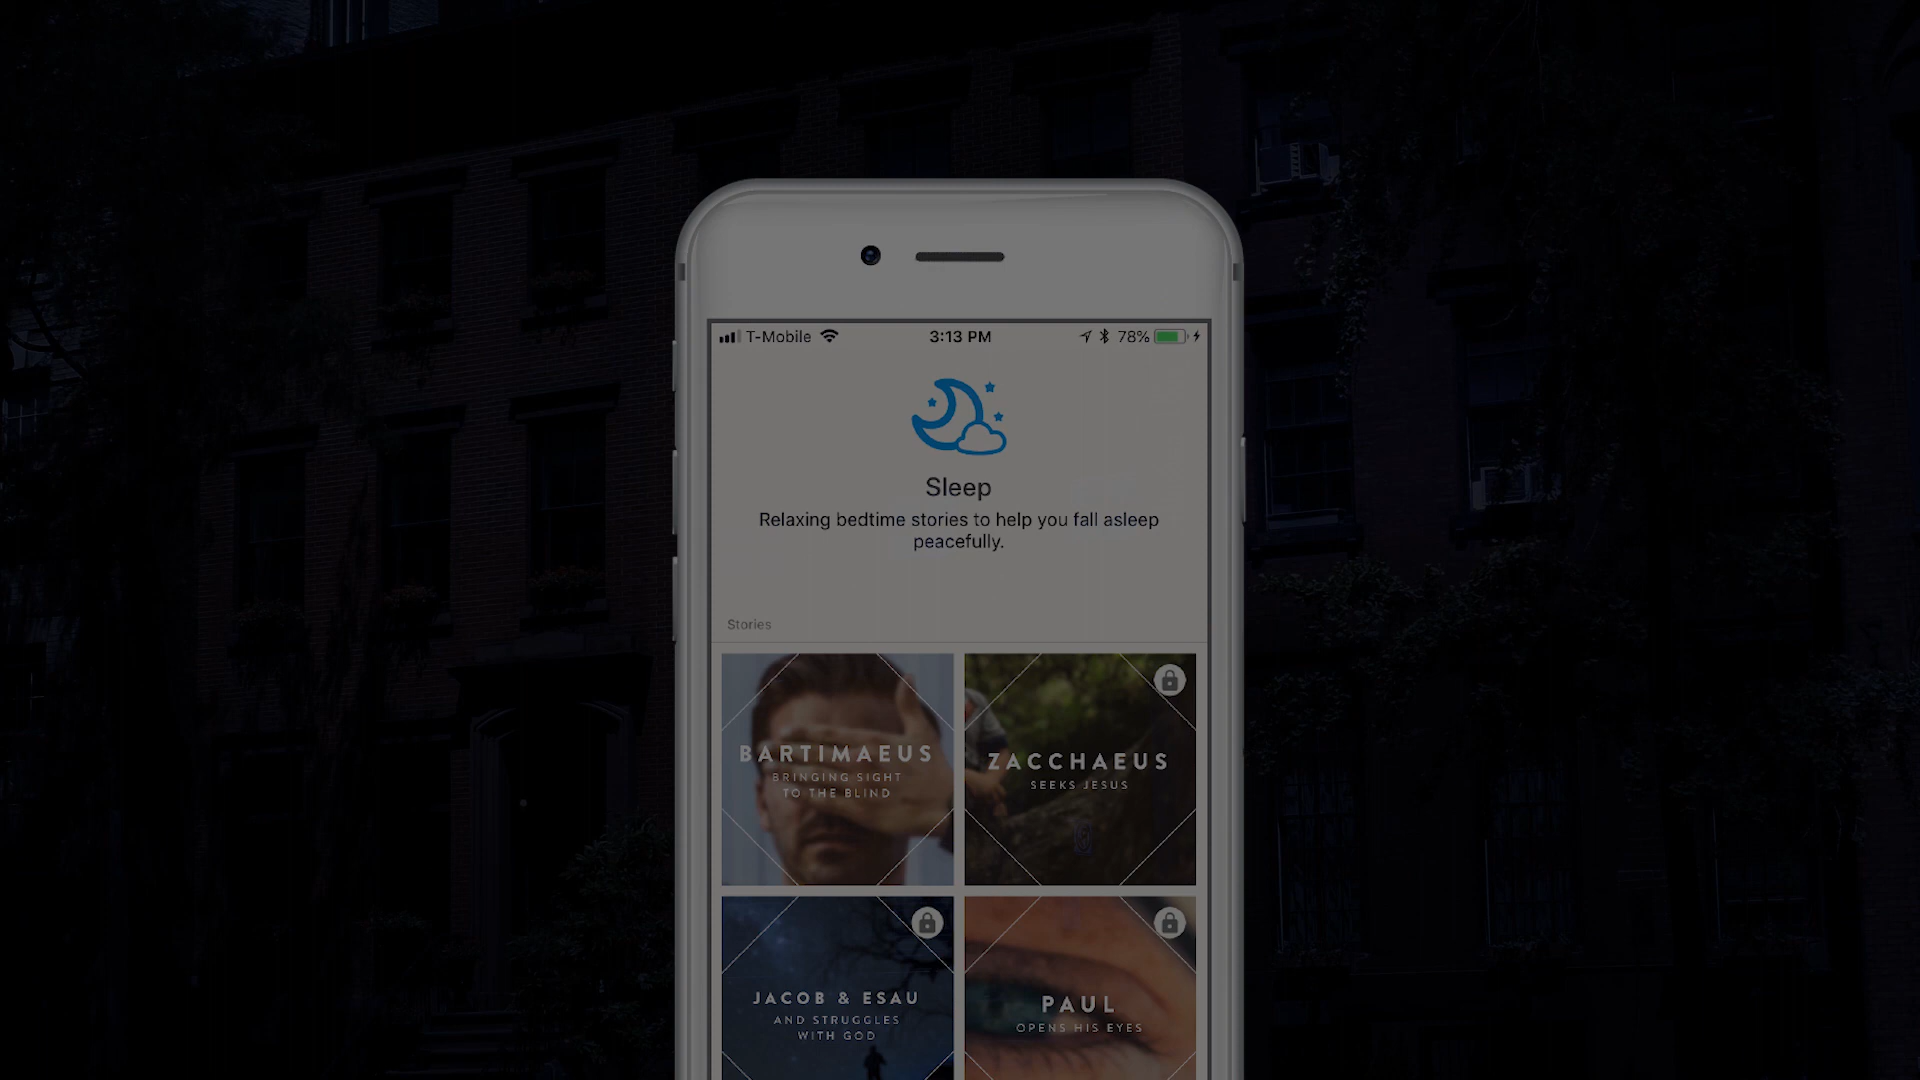 T-Mobile 3:13 PM 78%
Sleep
Relaxing bedtime stories to help you fall asleep
peacefully.
Stories
BARTIMAEUS
BRINGING SIGHT
TO THE BLIND
ZACCHAEUS
SEEKS JESUS
JACOB & ESAU
AND STRUGGLES
WITH GOD
PAUL
OPENS HIS EYES